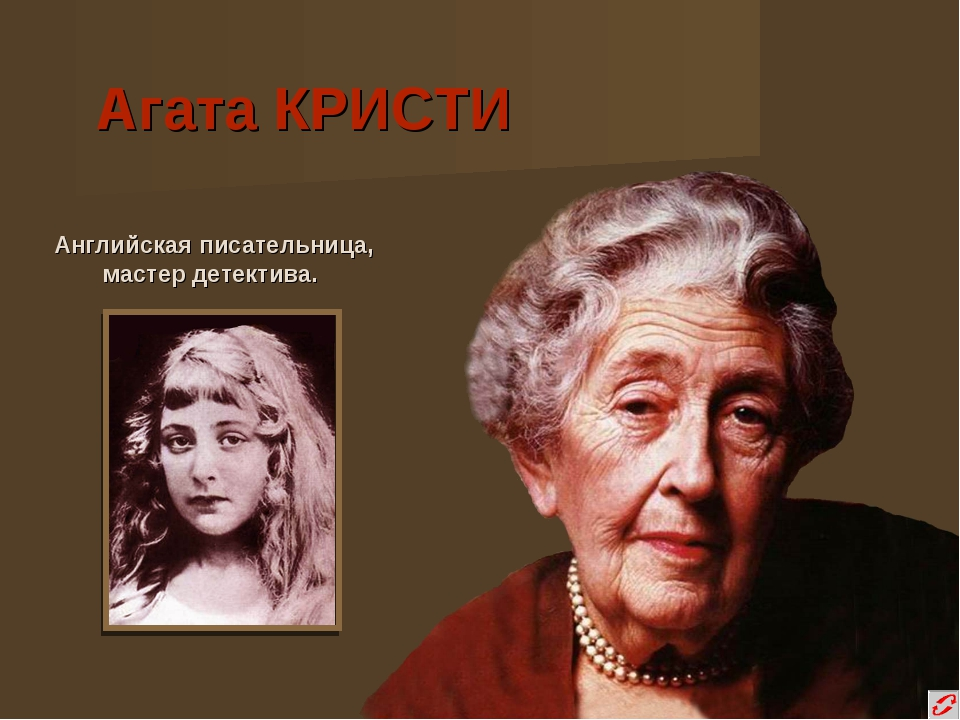 Агата КРИСТИ
Английская писательница,
мастер детектива.